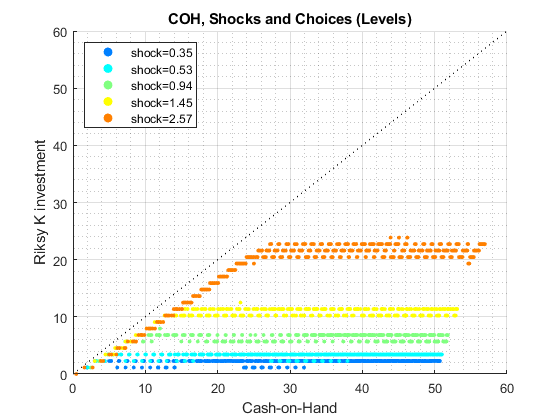 COH, Shocks and Choices (Levels)
60
50
40
30
20
10
0
Riksy K investment
shock=0.35
shock=0.53
shock=0.94
shock=1.45
shock=2.57
0
10
20
30
40
50
60
Cash-on-Hand